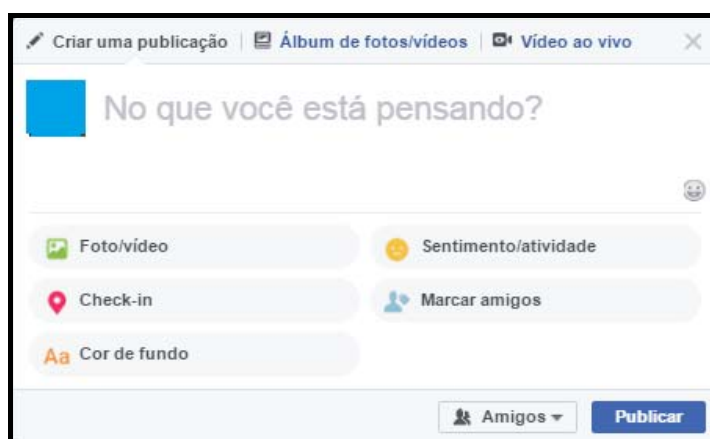 Criar uma publicação | Álbum de fotos/vídeos | Vídeo ao vivo
No que você está pensando?
Foto/vídeo Sentimento/atividade
Check-in Marcar amigos
Aa Cor de fundo
Amigos Publicar